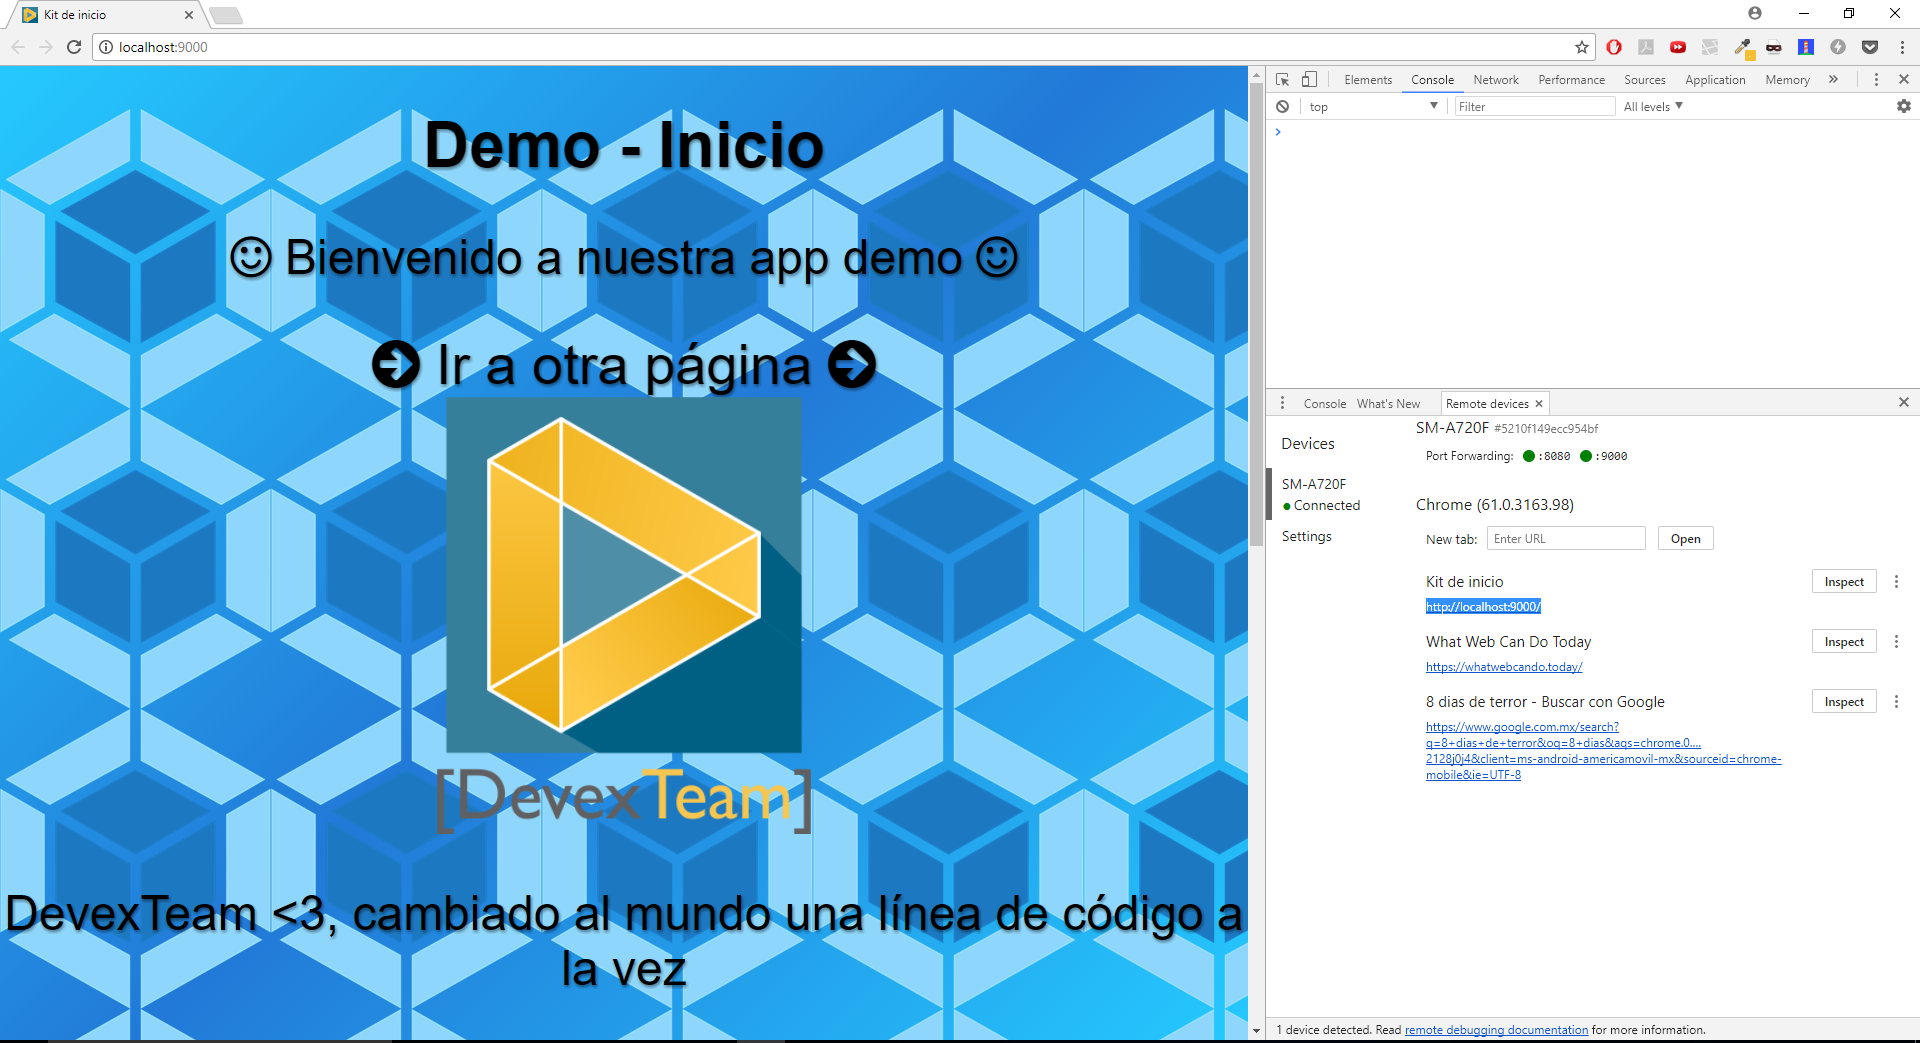 Kit de inicio
localhost:9000
Demo - Inicio
Bienvenido a nuestra app demo
Ir a otra página
[DevexTeam]
DevexTeam <3, cambiado al mundo una línea de código a
la vez
Elements Console Network Performance Sources Application Memory »
top Filter All levels
Console What's New Remote devices
Devices
SM-A720F
Connected
Settings
SM-A720F #5210f149ecc954bf
Port Forwarding: :8080 :9000
Chrome (61.0.3163.98)
New tab: Enter URL Open
Kit de inicio Inspect
http://localhost:9000/
What Web Can Do Today Inspect
https://whatwebcando.today/
8 dias de terror - Buscar con Google Inspect
https://www.google.com.mx/search?
q=8+dias+de+terror&oq=8+dias&aqs=chrome.0....
2128j0j4&client=ms-android-americamovil-mx&sourceid=chrome-
mobile&ie=UTF-8
1 device detected. Read remote debugging documentation for more information.